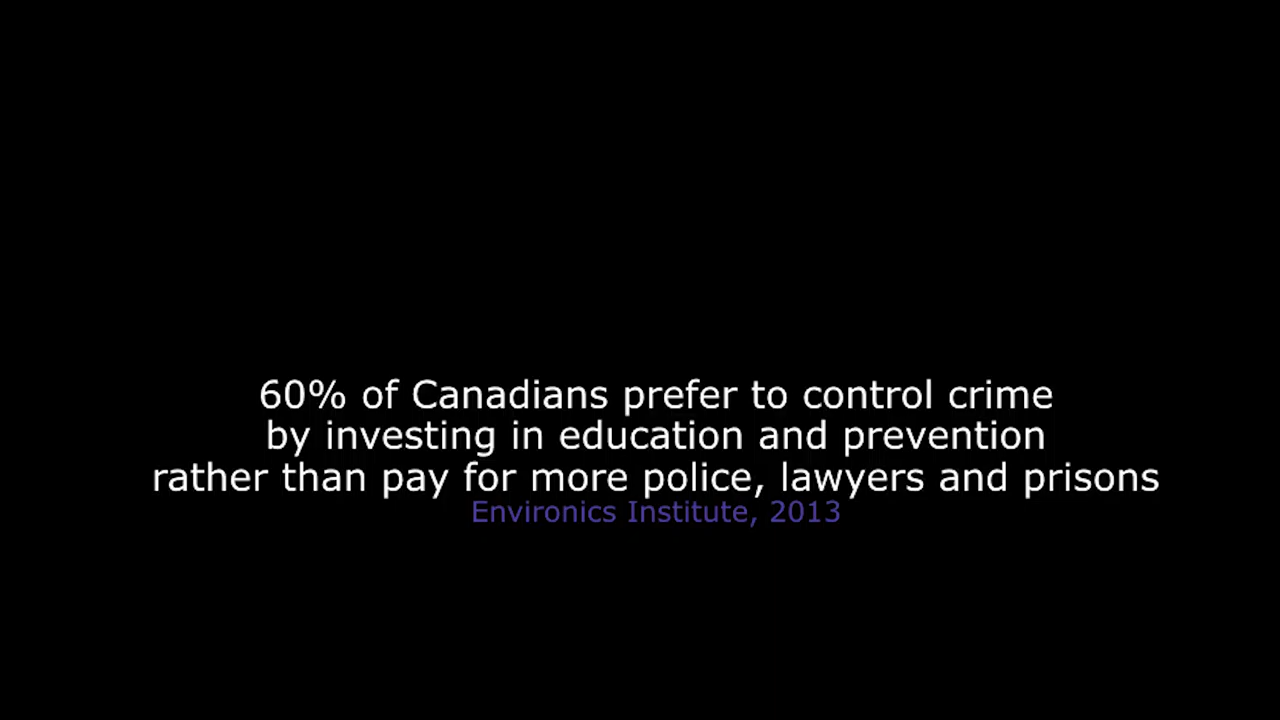 60% of Canadians prefer to control crime
by investing in education and prevention
rather than pay for more police, lawyers and prisons
Environics Institute, 2013